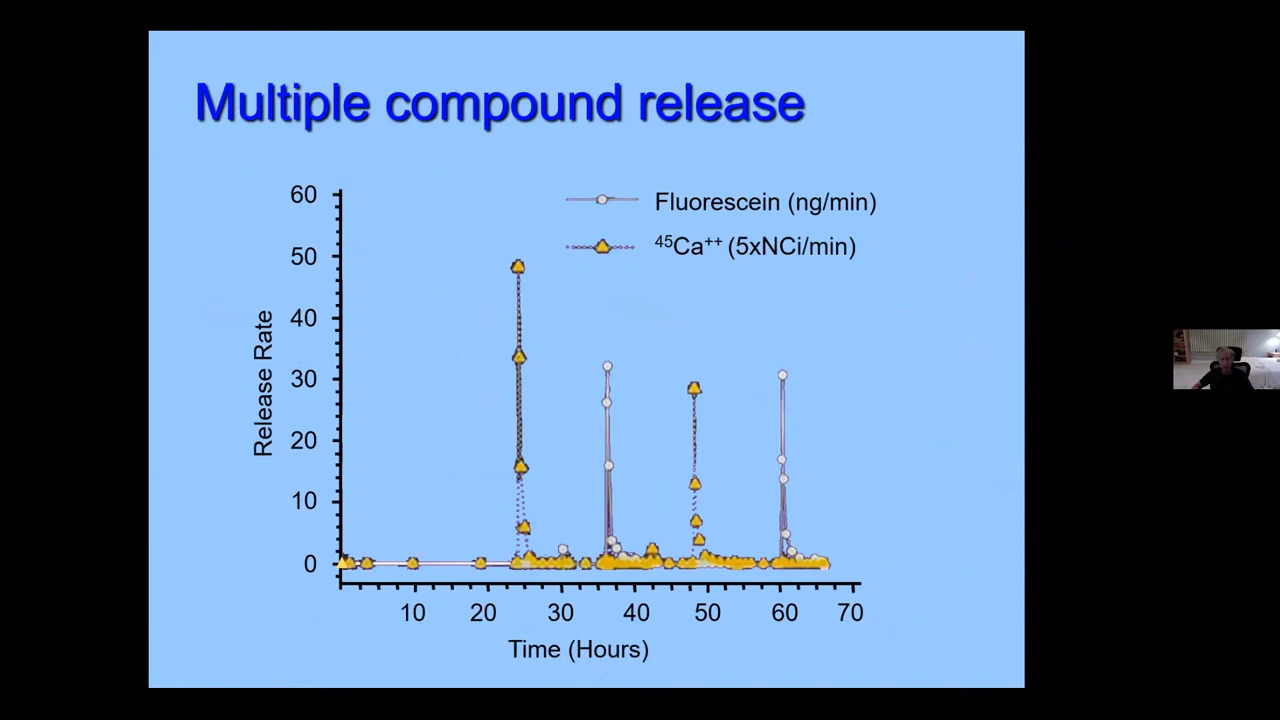 Multiple compound release
60
50
40
30
20
10
0
Release Rate
Fluorescein (ng/min)
⁴⁵Ca⁺⁺ (5xNCi/min)
10 20 30 40 50 60 70
Time (Hours)